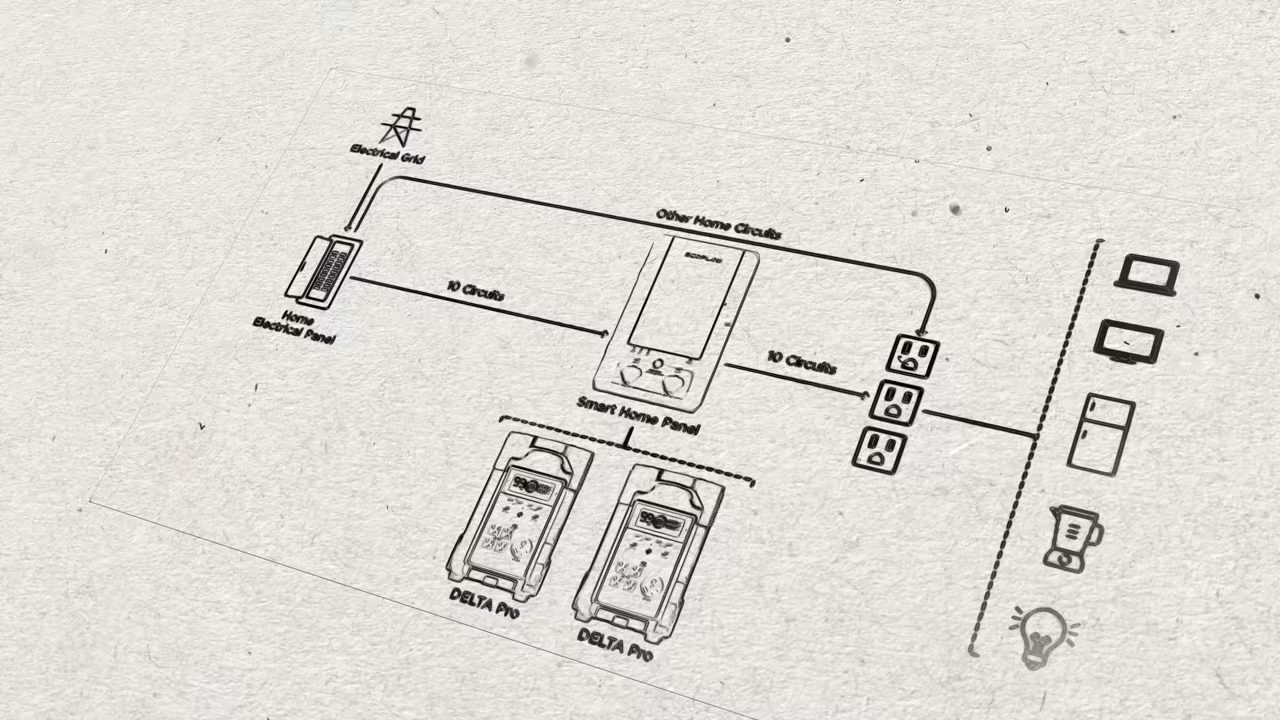 Electrical Grid
Other Home Circuits
ECOFLOW
10 Circuits
Home
Electrical Panel
10 Circuits
Smart Home Panel
DELTA Pro
DELTA Pro